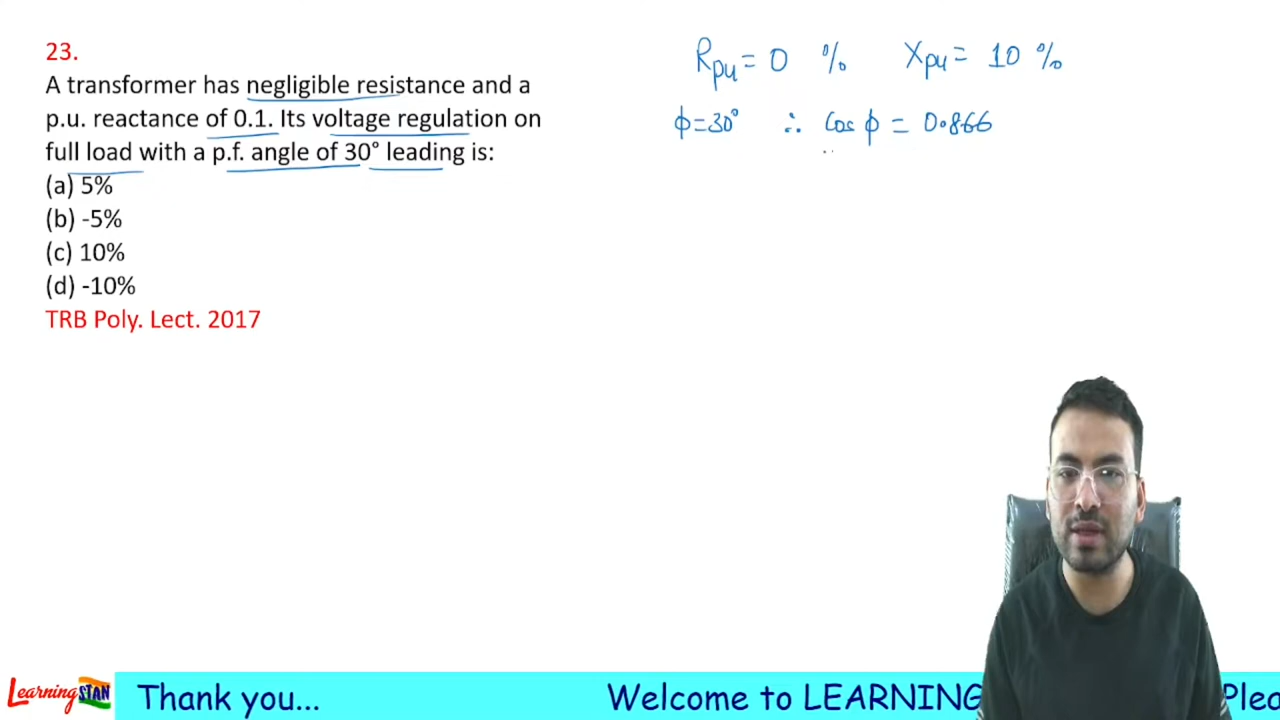 23.
A transformer has negligible resistance and a
p.u. reactance of 0.1. Its voltage regulation on
full load with a p.f. angle of 30° leading is:
(a) 5%
(b) -5%
(c) 10%
(d) -10%
TRB Poly. Lect. 2017
Rpu = 0 % Xpu = 10 %
ϕ=30° ∴ cos ϕ = 0.866
Learning STAN
Thank you... Welcome to LEARNING Plea